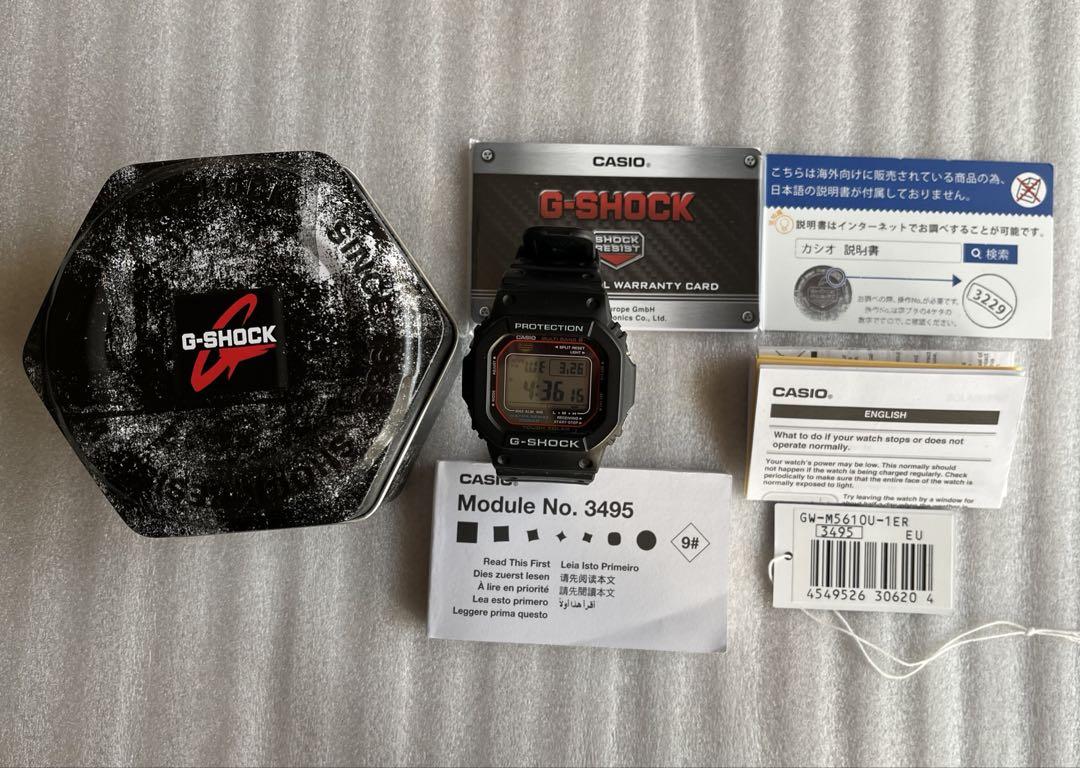 SINCE
G-SHOCK
CASIO®
G-SHOCK
SHOCK
RESIST
L WARRANTY CARD
urope GmbH
onics Co., Ltd.
こちらは海外向けに販売されている商品の為、
日本語の説明書が付属しておりません。
説明書はインターネットでお調べすることが可能です。
カシオ 説明書
検索
3229
PROTECTION
CASIO MULTI BAND 6
SPLIT RESET
LIGHT
ADJUST
MODE
3.26
4:36 15
RECEIVING
START·STOP
TOUGH SOLAR
G-SHOCK
CASIO®
Module No. 3495
9#
Read This First Leia Isto Primeiro
Dies zuerst lesen 请先阅读本文
À lire en priorité 請先閱讀本文
Lea esto primero اقرأ هذا أولاً
Leggere prima questo
CASIO®
ENGLISH
What to do if your watch stops or does not
operate normally.
Your watch's power may be low. This normally should
not happen if the watch is being charged regularly. Check
periodically to make sure that the entire face of the watch is
normally exposed to light.
Try leaving the watch by a window for
GW-M5610U-1ER
3495 EU
4549526 30620 4